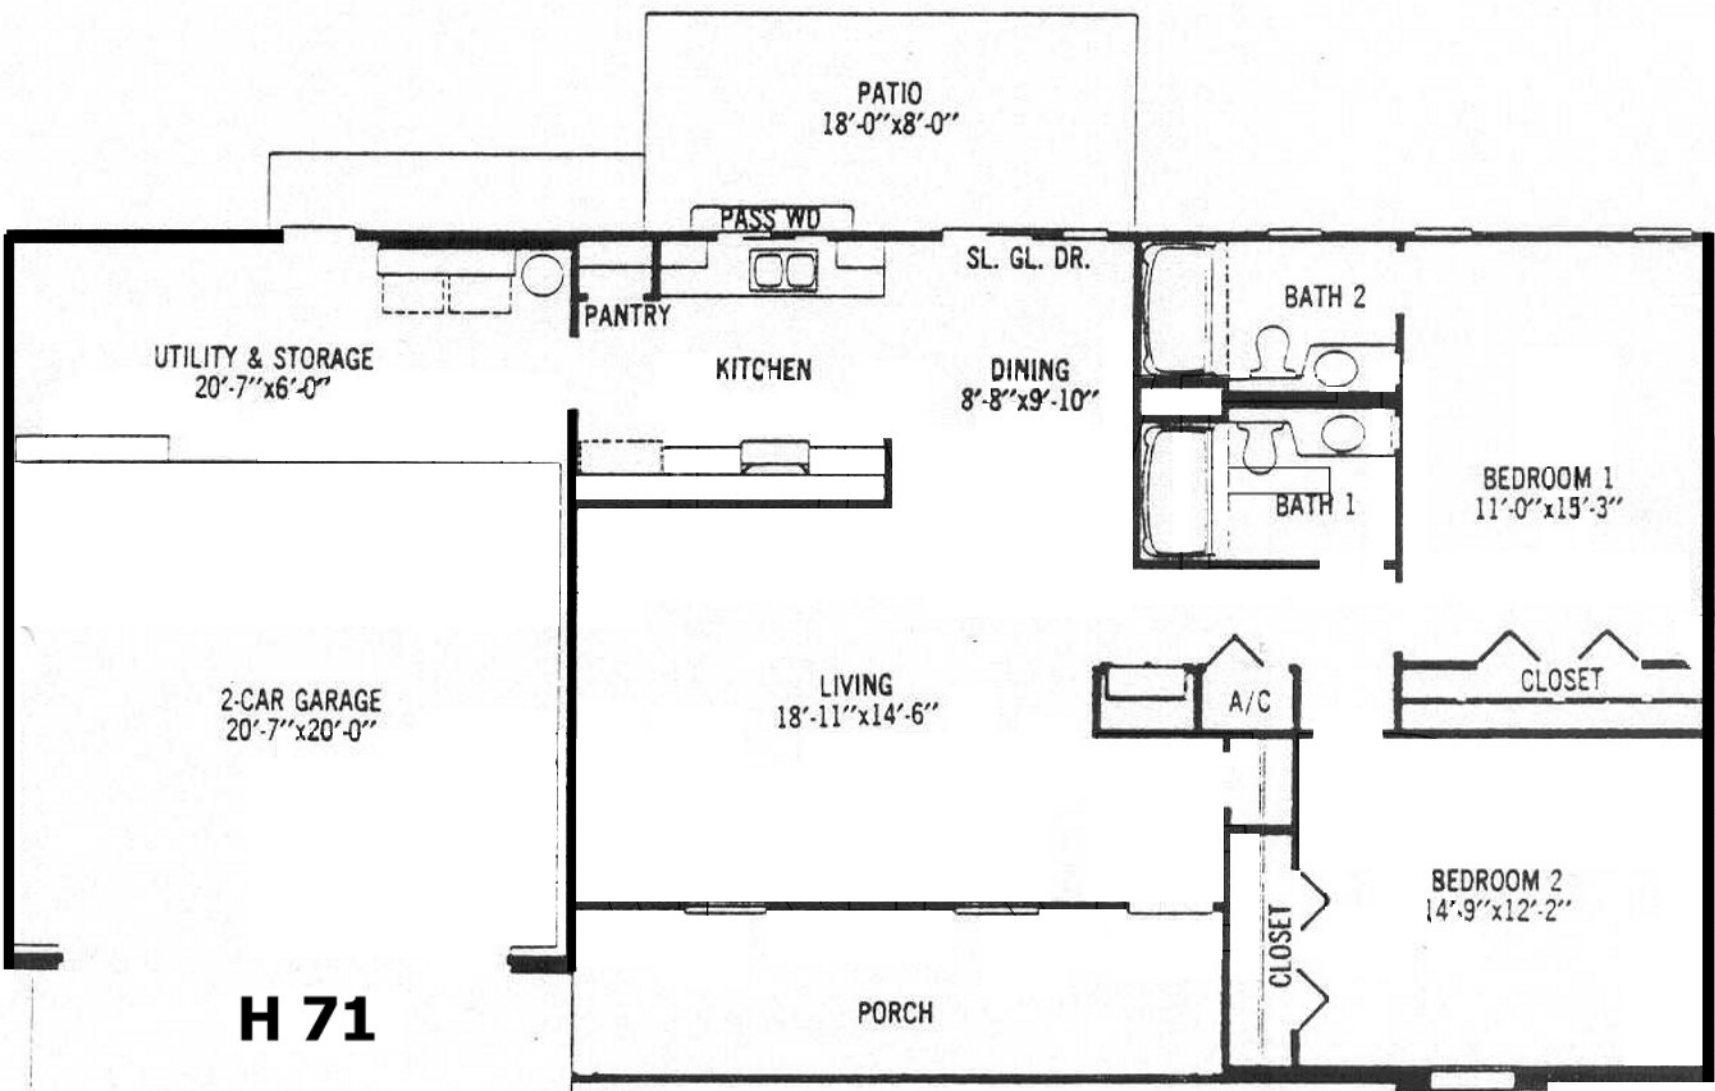 PATIO
18'-0"x8'-0"
PASS WD
SL. GL. DR.
BATH 2
PANTRY
UTILITY & STORAGE
20'-7"x6'-0"
KITCHEN
DINING
8'-8"x9'-10"
BEDROOM 1
11'-0"x15'-3"
BATH 1
CLOSET
LIVING
18'-11"x14'-6"
A/C
2-CAR GARAGE
20'-7"x20'-0"
BEDROOM 2
14'-9"x12'-2"
CLOSET
PORCH
H 71